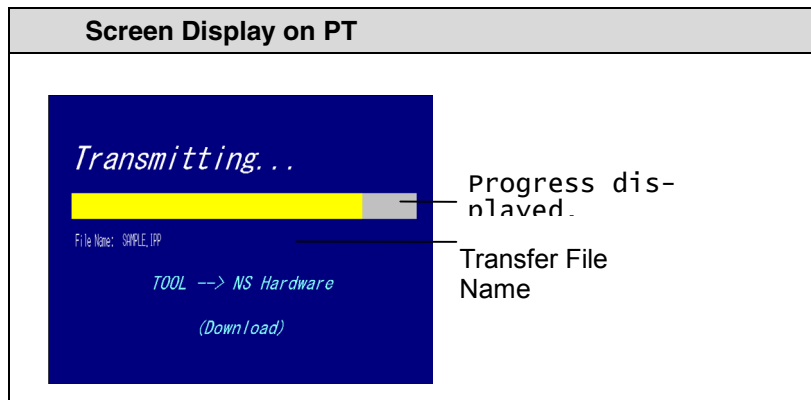 Screen Display on PT
Transmitting...
Progress dis-
played.
File Name: SAMPLE.IPP
Transfer File
Name
TOOL --> NS Hardware
(Download)